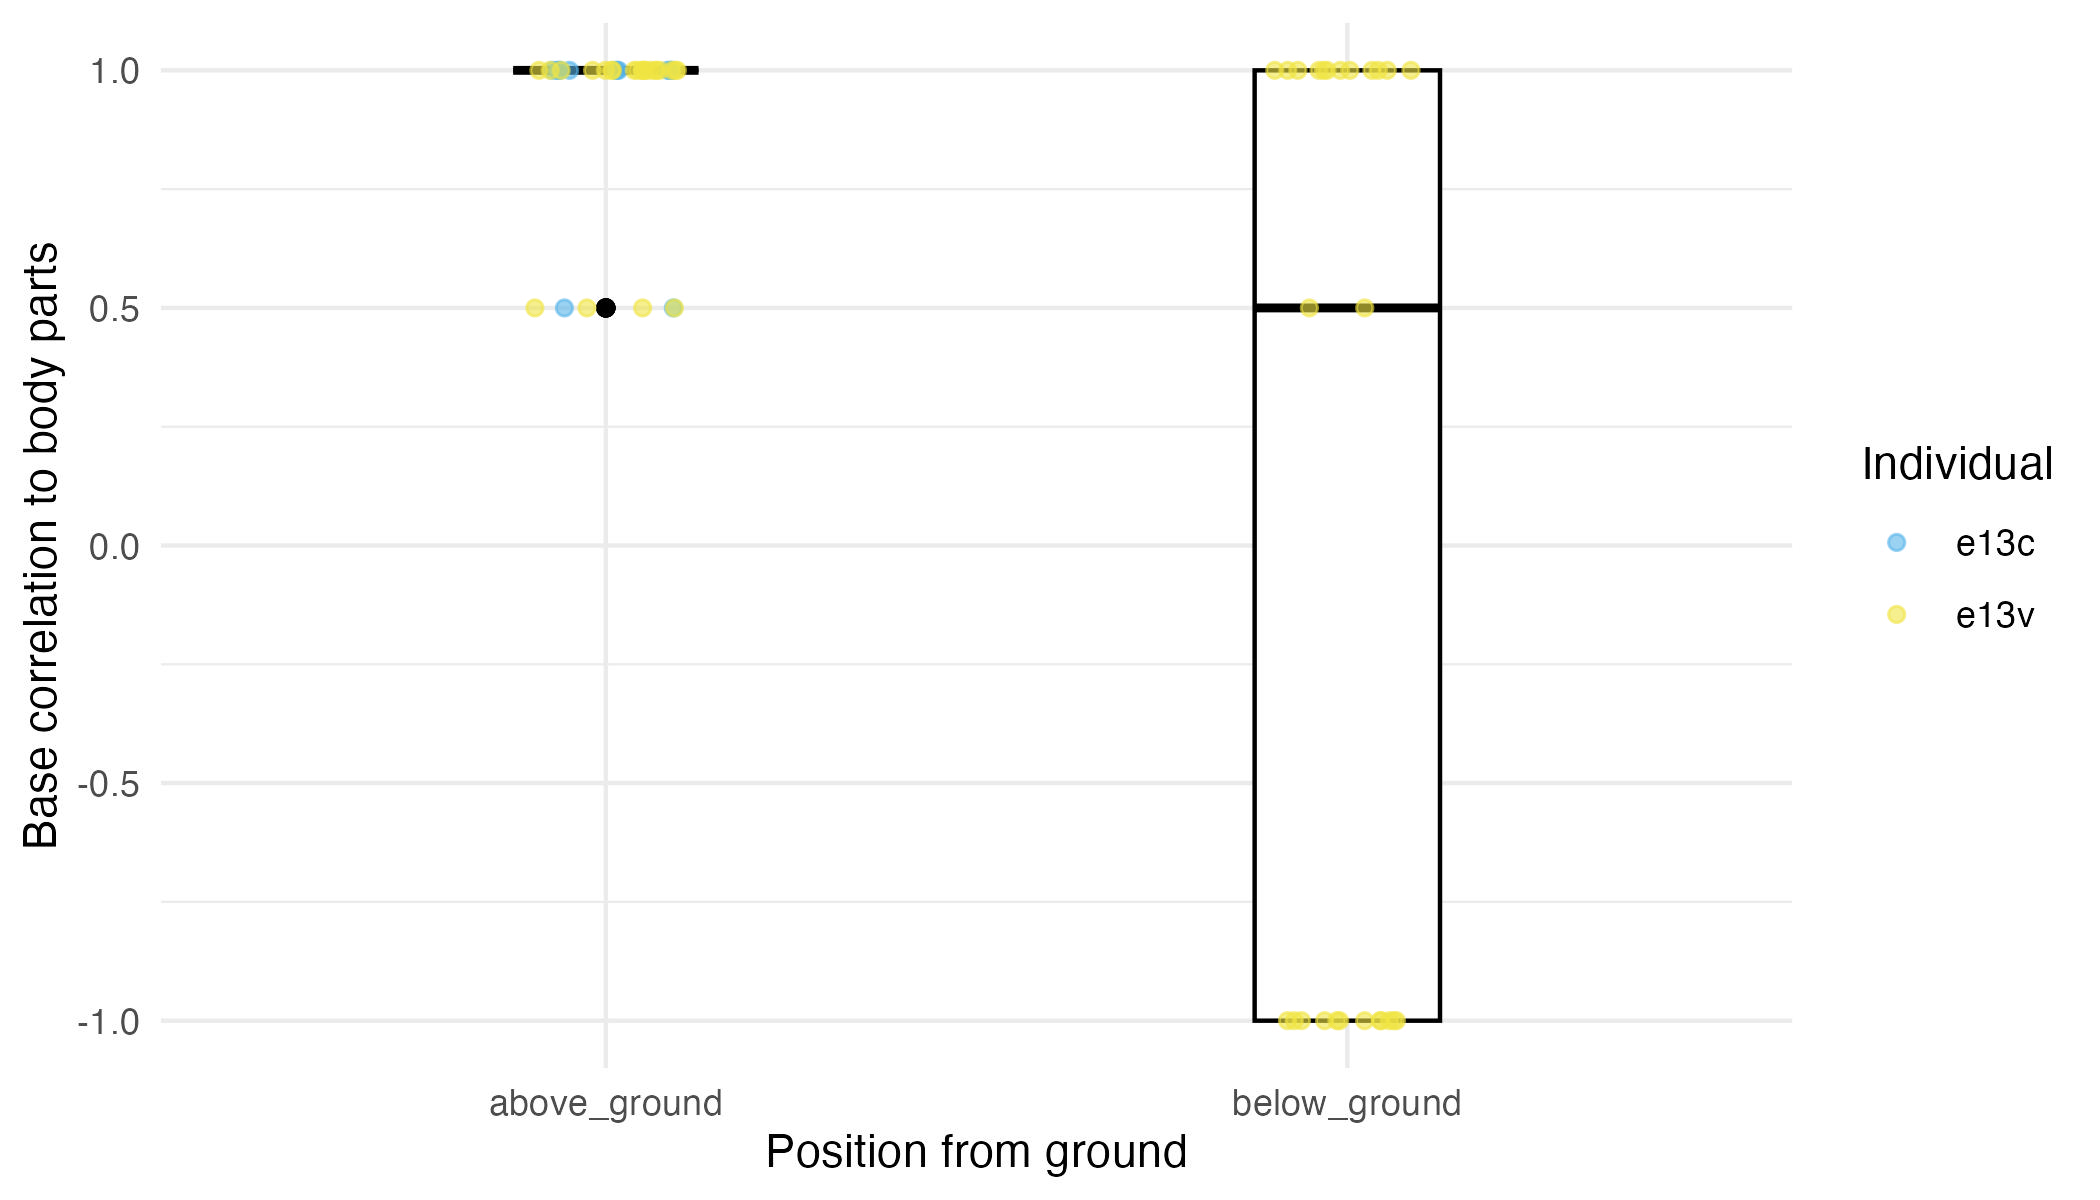 1.0
0.5
0.0
-0.5
-1.0
Base correlation to body parts
above_ground
below_ground
Position from ground
Individual
e13c
e13v